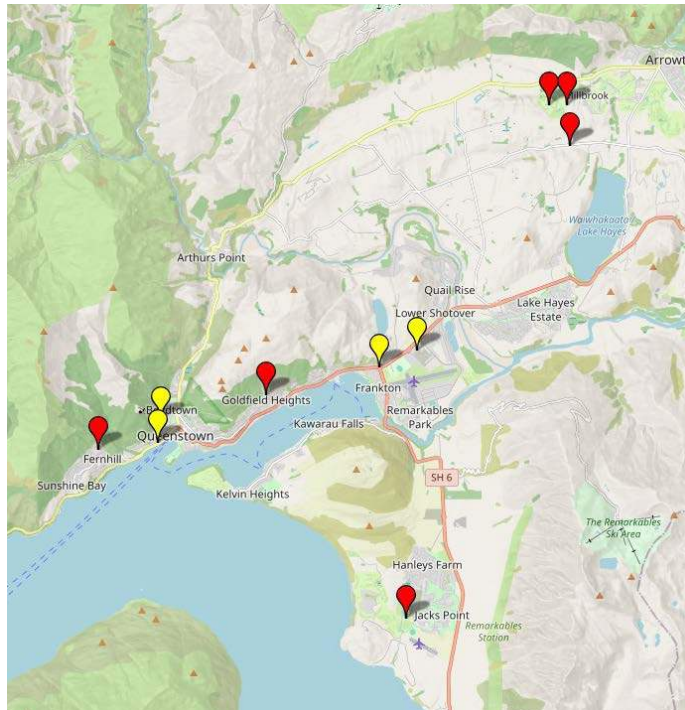 Arrowt
Millbrook
Waiwhakaata
Lake Hayes
Arthurs Point
Quail Rise
Lake Hayes
Estate
Lower Shotover
Frankton
Goldfield Heights
Remarkables
Park
Kawarau Falls
Queenstown
Fernhill
Sunshine Bay
Kelvin Heights
SH 6
The Remarkables
Ski Area
Hanleys Farm
Jacks Point
Remarkables
Station